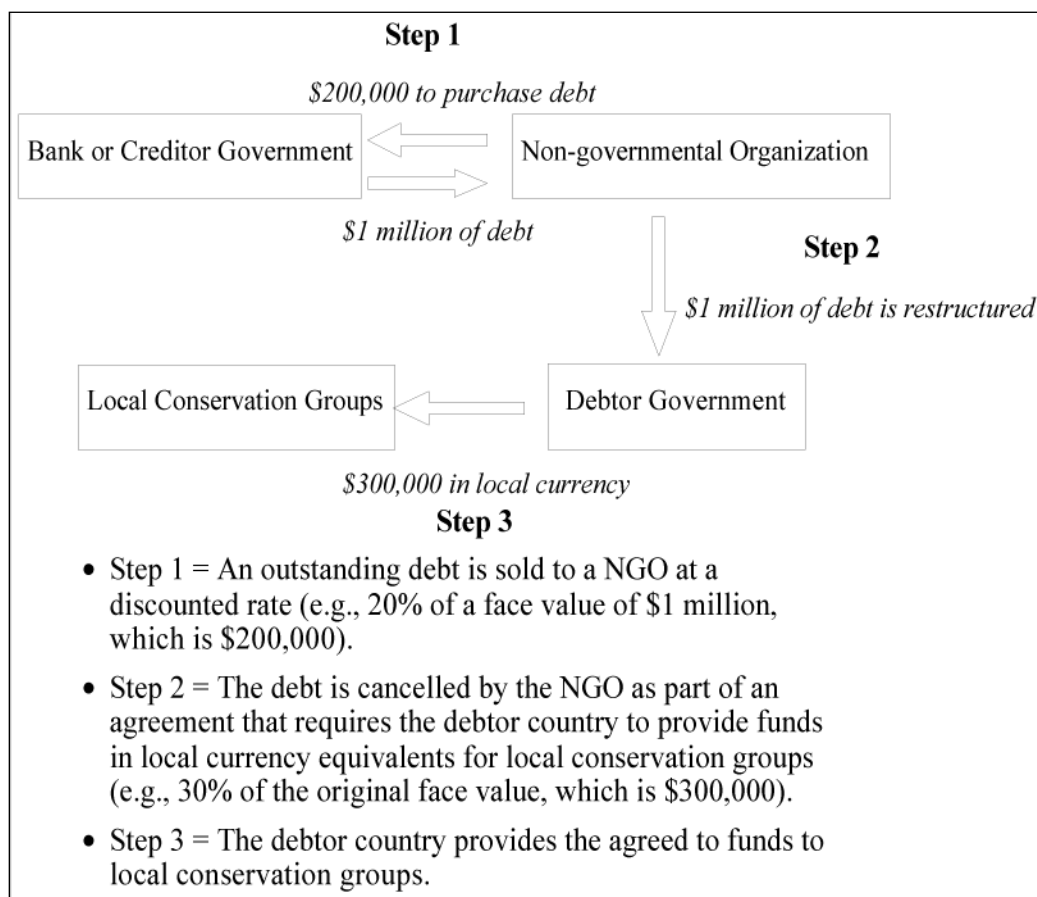 Step 1
$200,000 to purchase debt
Bank or Creditor Government
Non-governmental Organization
$1 million of debt
Step 2
$1 million of debt is restructured
Local Conservation Groups
Debtor Government
$300,000 in local currency
Step 3
• Step 1 = An outstanding debt is sold to a NGO at a
discounted rate (e.g., 20% of a face value of $1 million,
which is $200,000).
• Step 2 = The debt is cancelled by the NGO as part of an
agreement that requires the debtor country to provide funds
in local currency equivalents for local conservation groups
(e.g., 30% of the original face value, which is $300,000).
• Step 3 = The debtor country provides the agreed to funds to
local conservation groups.